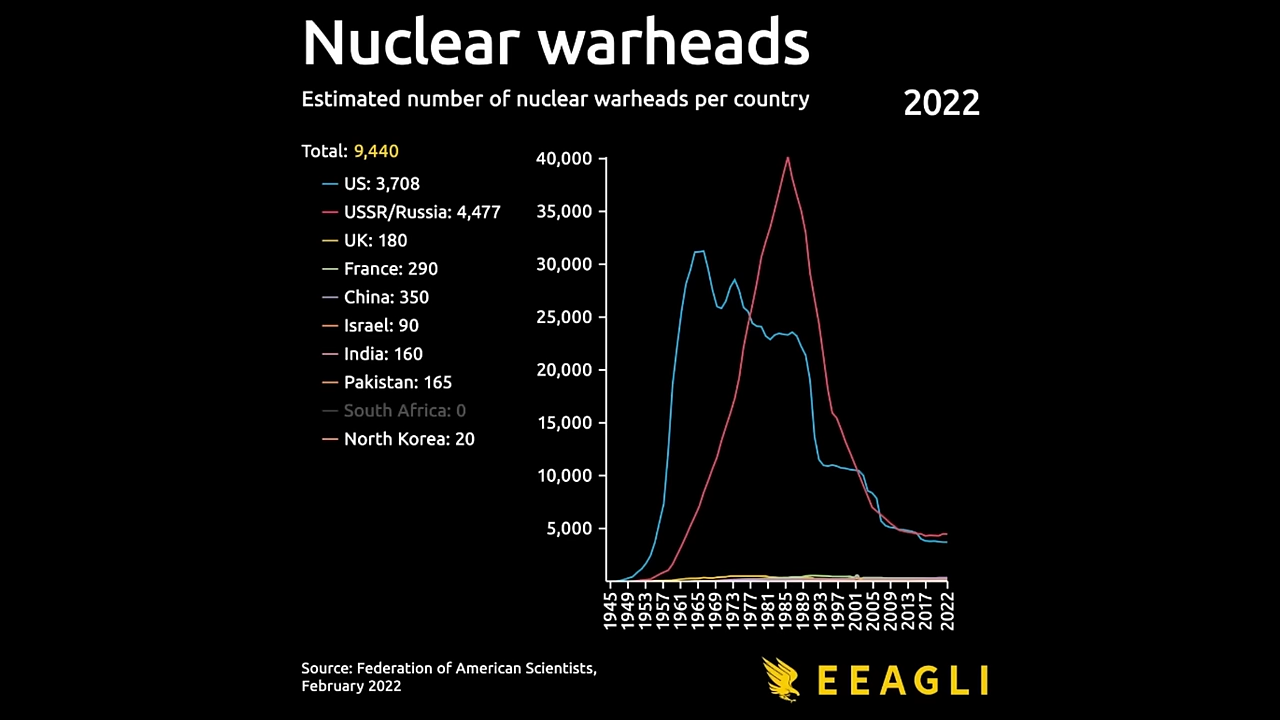 Nuclear warheads
Estimated number of nuclear warheads per country
2022
Total: 9,440
US: 3,708
USSR/Russia: 4,477
UK: 180
France: 290
China: 350
Israel: 90
India: 160
Pakistan: 165
South Africa: 0
North Korea: 20
40,000
35,000
30,000
25,000
20,000
15,000
10,000
5,000
1945
1949
1953
1957
1961
1965
1969
1973
1977
1981
1985
1989
1993
1997
2001
2005
2009
2013
2017
2022
Source: Federation of American Scientists,
February 2022
EEAGLI